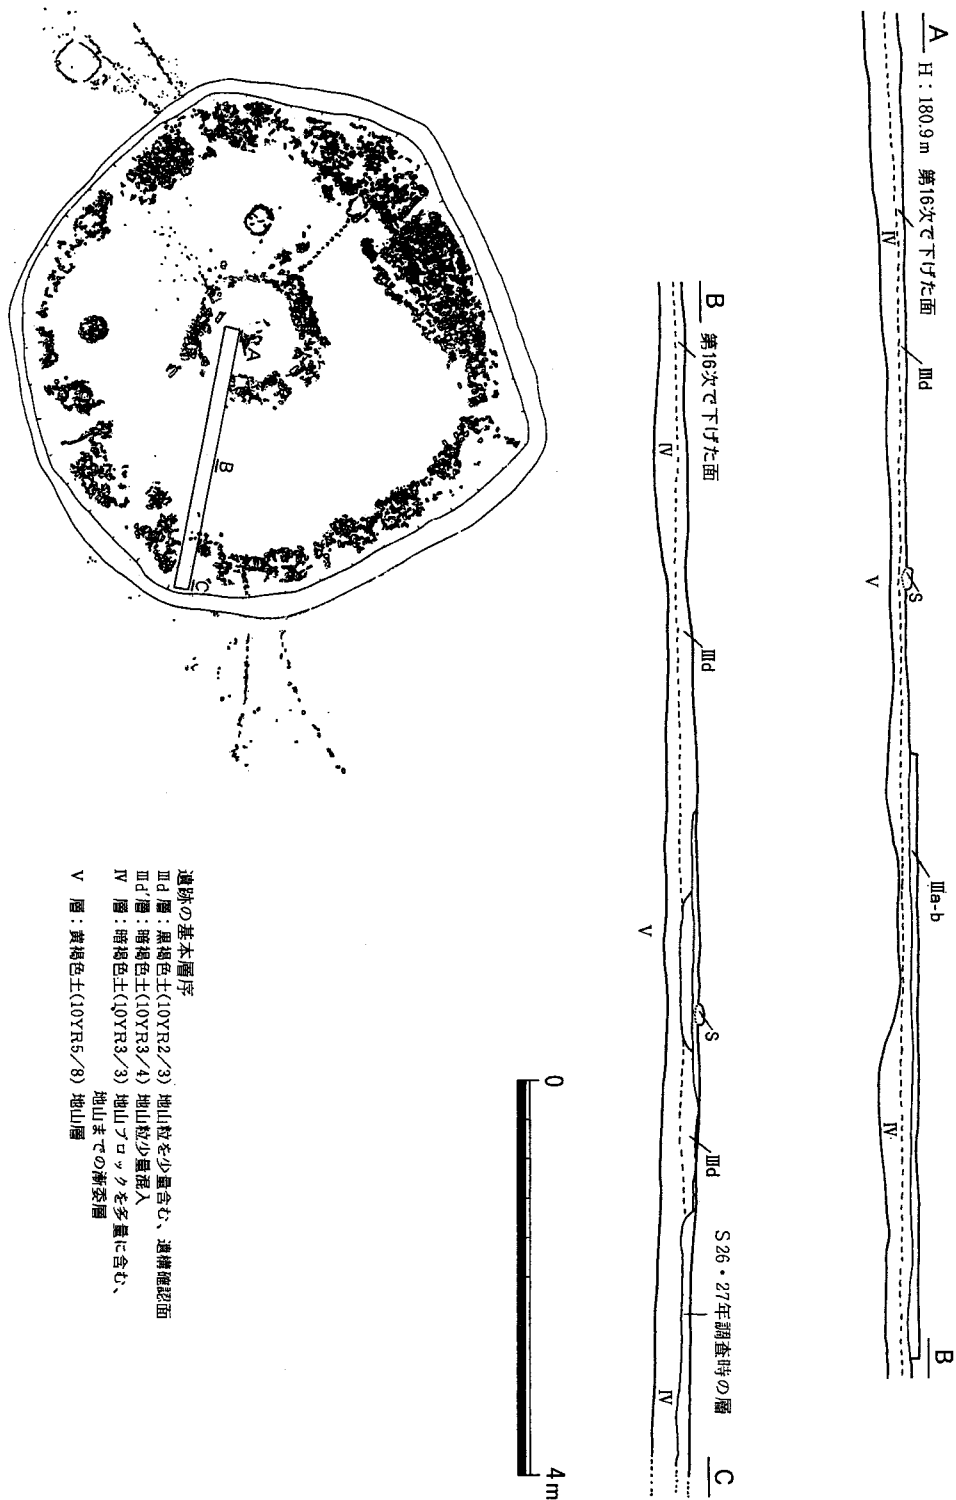 A H：180.9m 第16次で下げた面
Ⅳ
Ⅲd
S
Ⅴ
Ⅲa-b
Ⅳ
B
B 第16次で下げた面
Ⅳ
Ⅲd
Ⅴ
S
Ⅲd
S26・27年調査時の層
Ⅳ
C
A
B
C
0
4m
遺跡の基本層序
Ⅲd 層：黒褐色土(10YR2/3) 地山粒を少量含む、遺構確認面
Ⅲd'層：暗褐色土(10YR3/4) 地山粒少量混入
Ⅳ 層：暗褐色土(10YR3/3) 地山ブロックを多量に含む、
地山までの漸委層
Ⅴ 層：黄褐色土(10YR5/8) 地山層